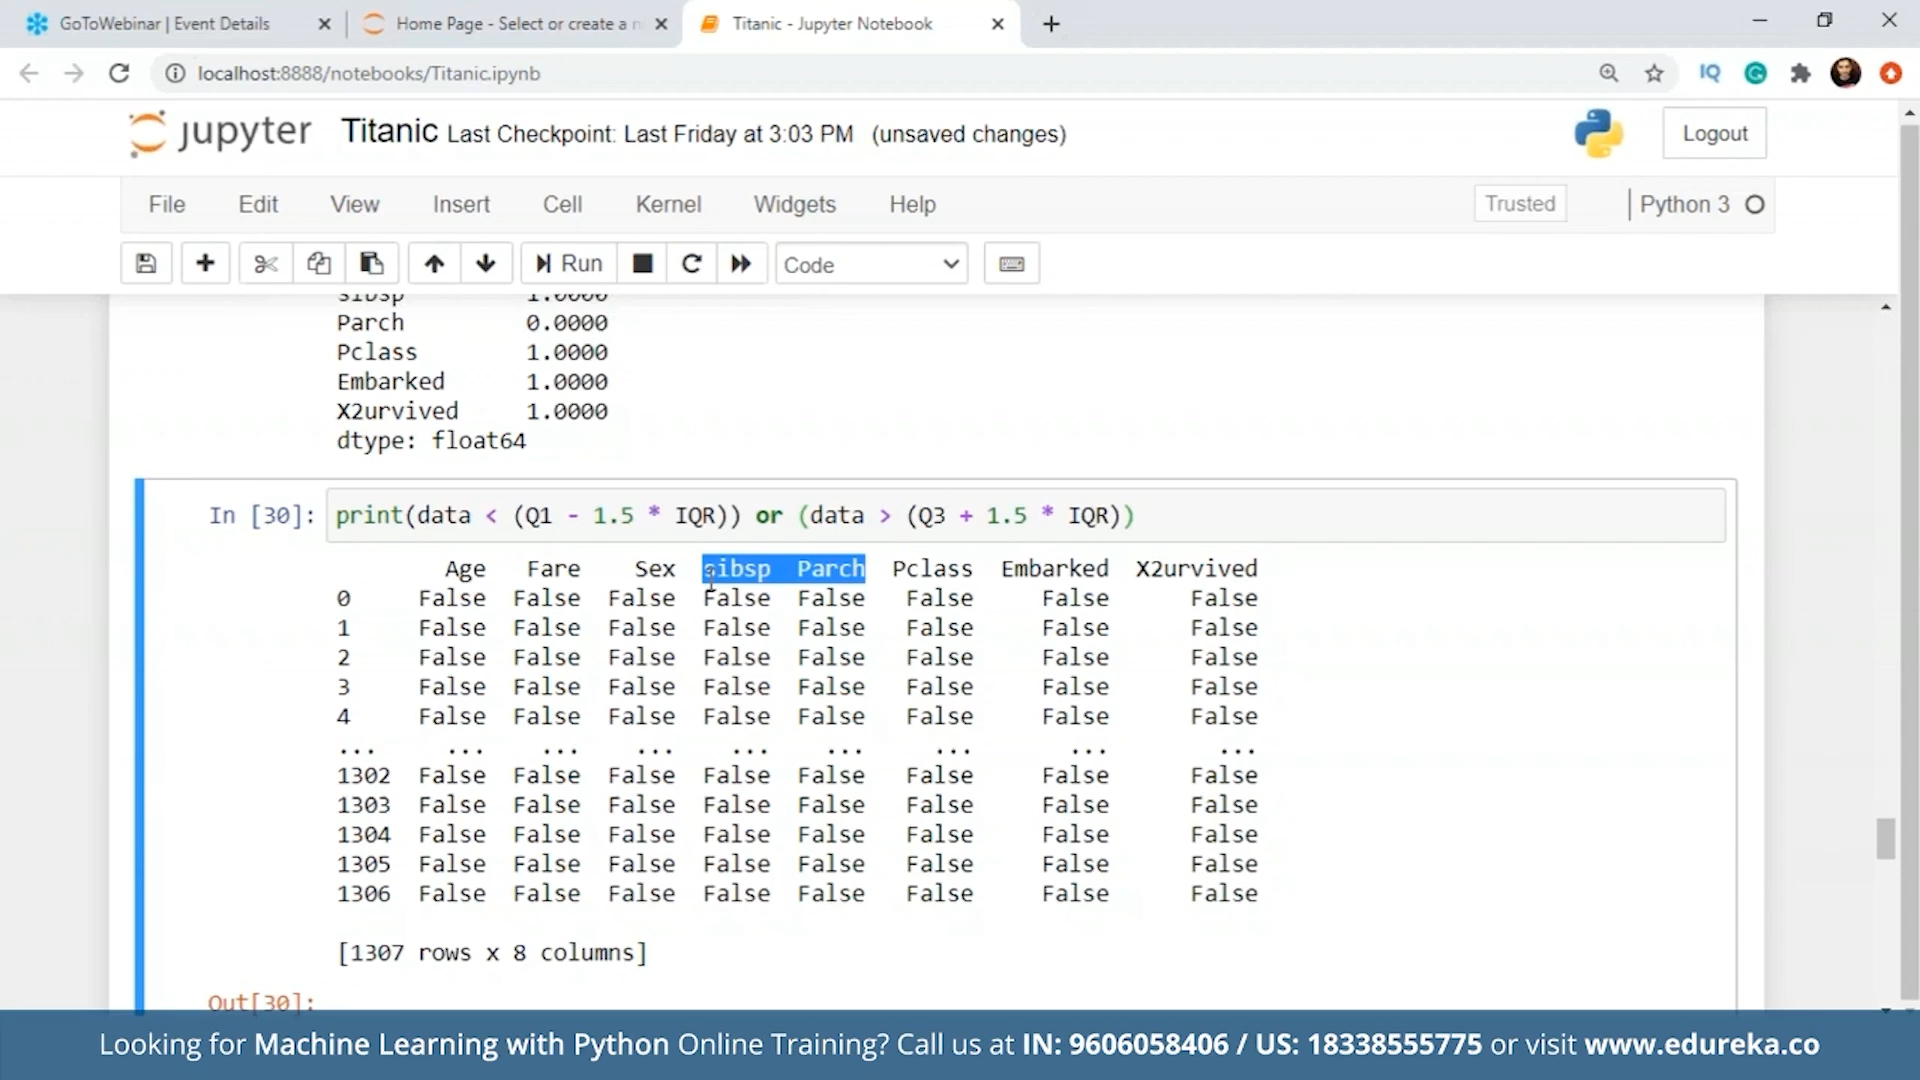 GoToWebinar | Event Details
Home Page - Select or create a n
Titanic - Jupyter Notebook
localhost:8888/notebooks/Titanic.ipynb
IQ
jupyter Titanic Last Checkpoint: Last Friday at 3:03 PM (unsaved changes)
Logout
File Edit View Insert Cell Kernel Widgets Help Trusted Python 3
Run Code
sibsp 1.0000
Parch 0.0000
Pclass 1.0000
Embarked 1.0000
X2urvived 1.0000
dtype: float64
In [30]: print(data < (Q1 - 1.5 * IQR)) or (data > (Q3 + 1.5 * IQR))
Age Fare Sex sibsp Parch Pclass Embarked X2urvived
0 False False False False False False False False
1 False False False False False False False False
2 False False False False False False False False
3 False False False False False False False False
4 False False False False False False False False
... ... ... ... ... ... ... ... ...
1302 False False False False False False False False
1303 False False False False False False False False
1304 False False False False False False False False
1305 False False False False False False False False
1306 False False False False False False False False
[1307 rows x 8 columns]
Out[30]:
Looking for Machine Learning with Python Online Training? Call us at IN: 9606058406 / US: 18338555775 or visit www.edureka.co